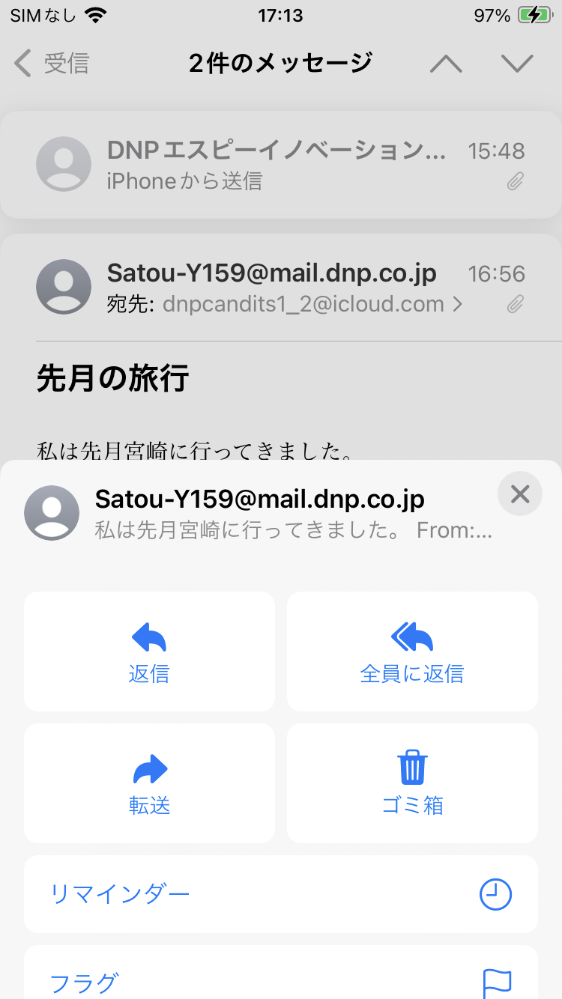 SIMなし 17:13 97%
受信 2件のメッセージ
DNPエスピーイノベーション... 15:48
iPhoneから送信
Satou-Y159@mail.dnp.co.jp 16:56
宛先: dnpcandits1_2@icloud.com
先月の旅行
私は先月宮崎に行ってきました。
Satou-Y159@mail.dnp.co.jp
私は先月宮崎に行ってきました。 From:...
返信 全員に返信
転送 ゴミ箱
リマインダー
フラグ